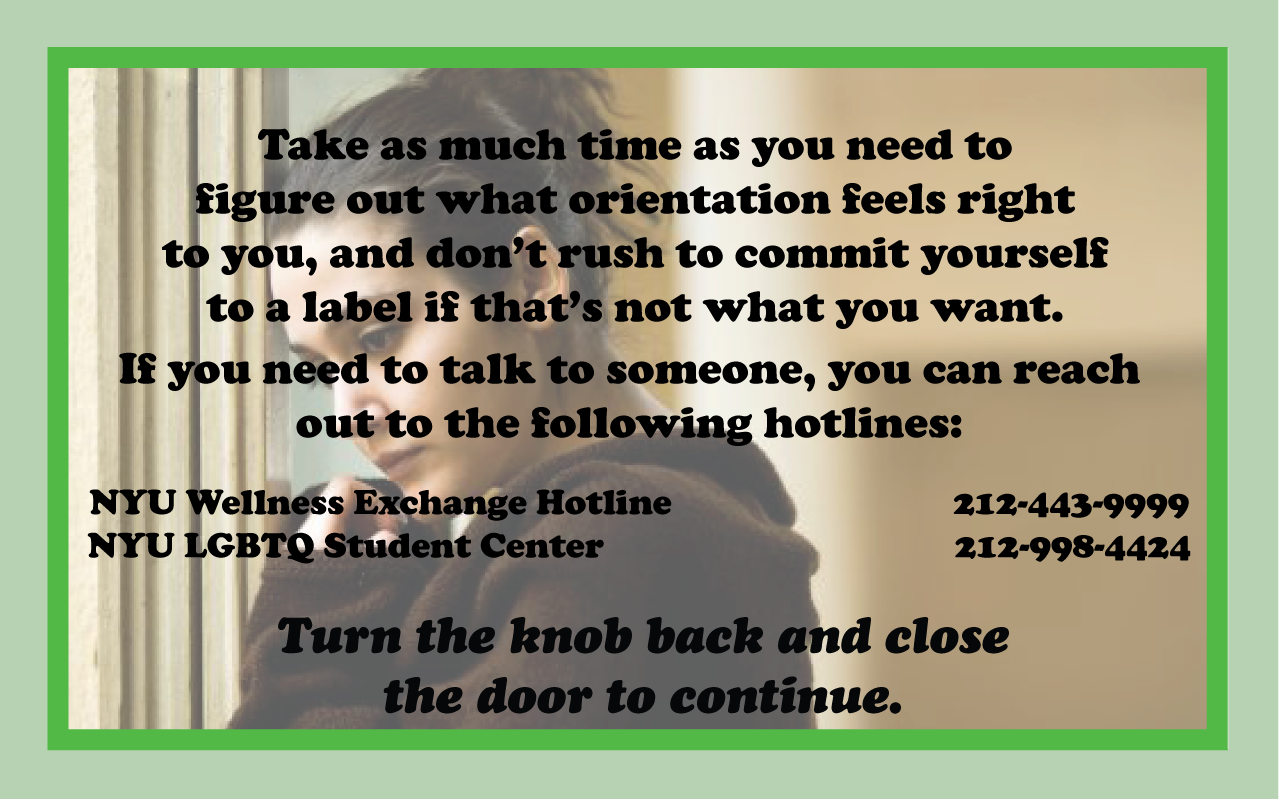 Take as much time as you need to
figure out what orientation feels right
to you, and don’t rush to commit yourself
to a label if that’s not what you want.
If you need to talk to someone, you can reach
out to the following hotlines:
NYU Wellness Exchange Hotline 212-443-9999
NYU LGBTQ Student Center 212-998-4424
Turn the knob back and close
the door to continue.